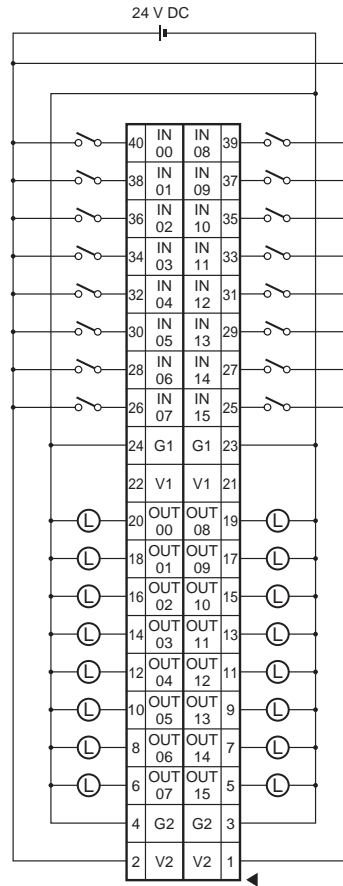 24 V DC
40 IN 00 IN 08 39
38 IN 01 IN 09 37
36 IN 02 IN 10 35
34 IN 03 IN 11 33
32 IN 04 IN 12 31
30 IN 05 IN 13 29
28 IN 06 IN 14 27
26 IN 07 IN 15 25
24 G1 G1 23
22 V1 V1 21
L 20 OUT 00 OUT 08 19 L
L 18 OUT 01 OUT 09 17 L
L 16 OUT 02 OUT 10 15 L
L 14 OUT 03 OUT 11 13 L
L 12 OUT 04 OUT 12 11 L
L 10 OUT 05 OUT 13 9 L
L 8 OUT 06 OUT 14 7 L
L 6 OUT 07 OUT 15 5 L
4 G2 G2 3
2 V2 V2 1